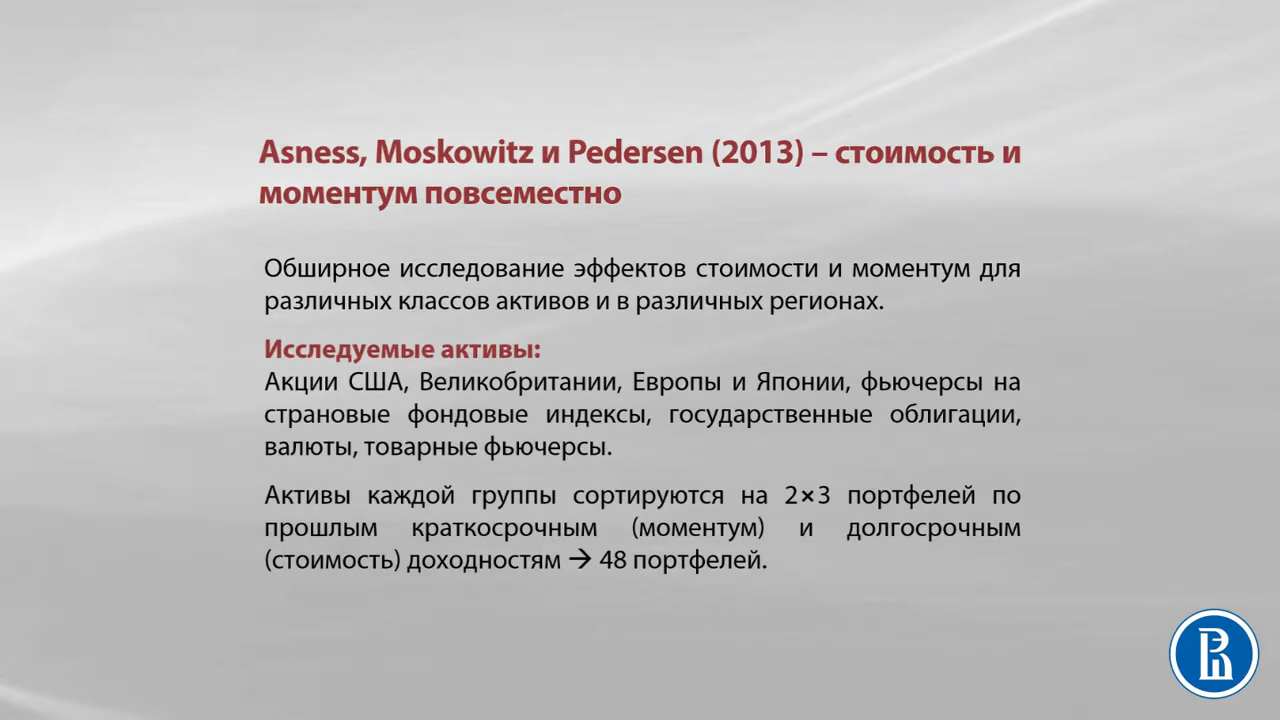 Asness, Moskowitz и Pedersen (2013) – стоимость и
моментум повсеместно
Обширное исследование эффектов стоимости и моментум для
различных классов активов и в различных регионах.
Исследуемые активы:
Акции США, Великобритании, Европы и Японии, фьючерсы на
страновые фондовые индексы, государственные облигации,
валюты, товарные фьючерсы.
Активы каждой группы сортируются на 2×3 портфелей по
прошлым краткосрочным (моментум) и долгосрочным
(стоимость) доходностям → 48 портфелей.